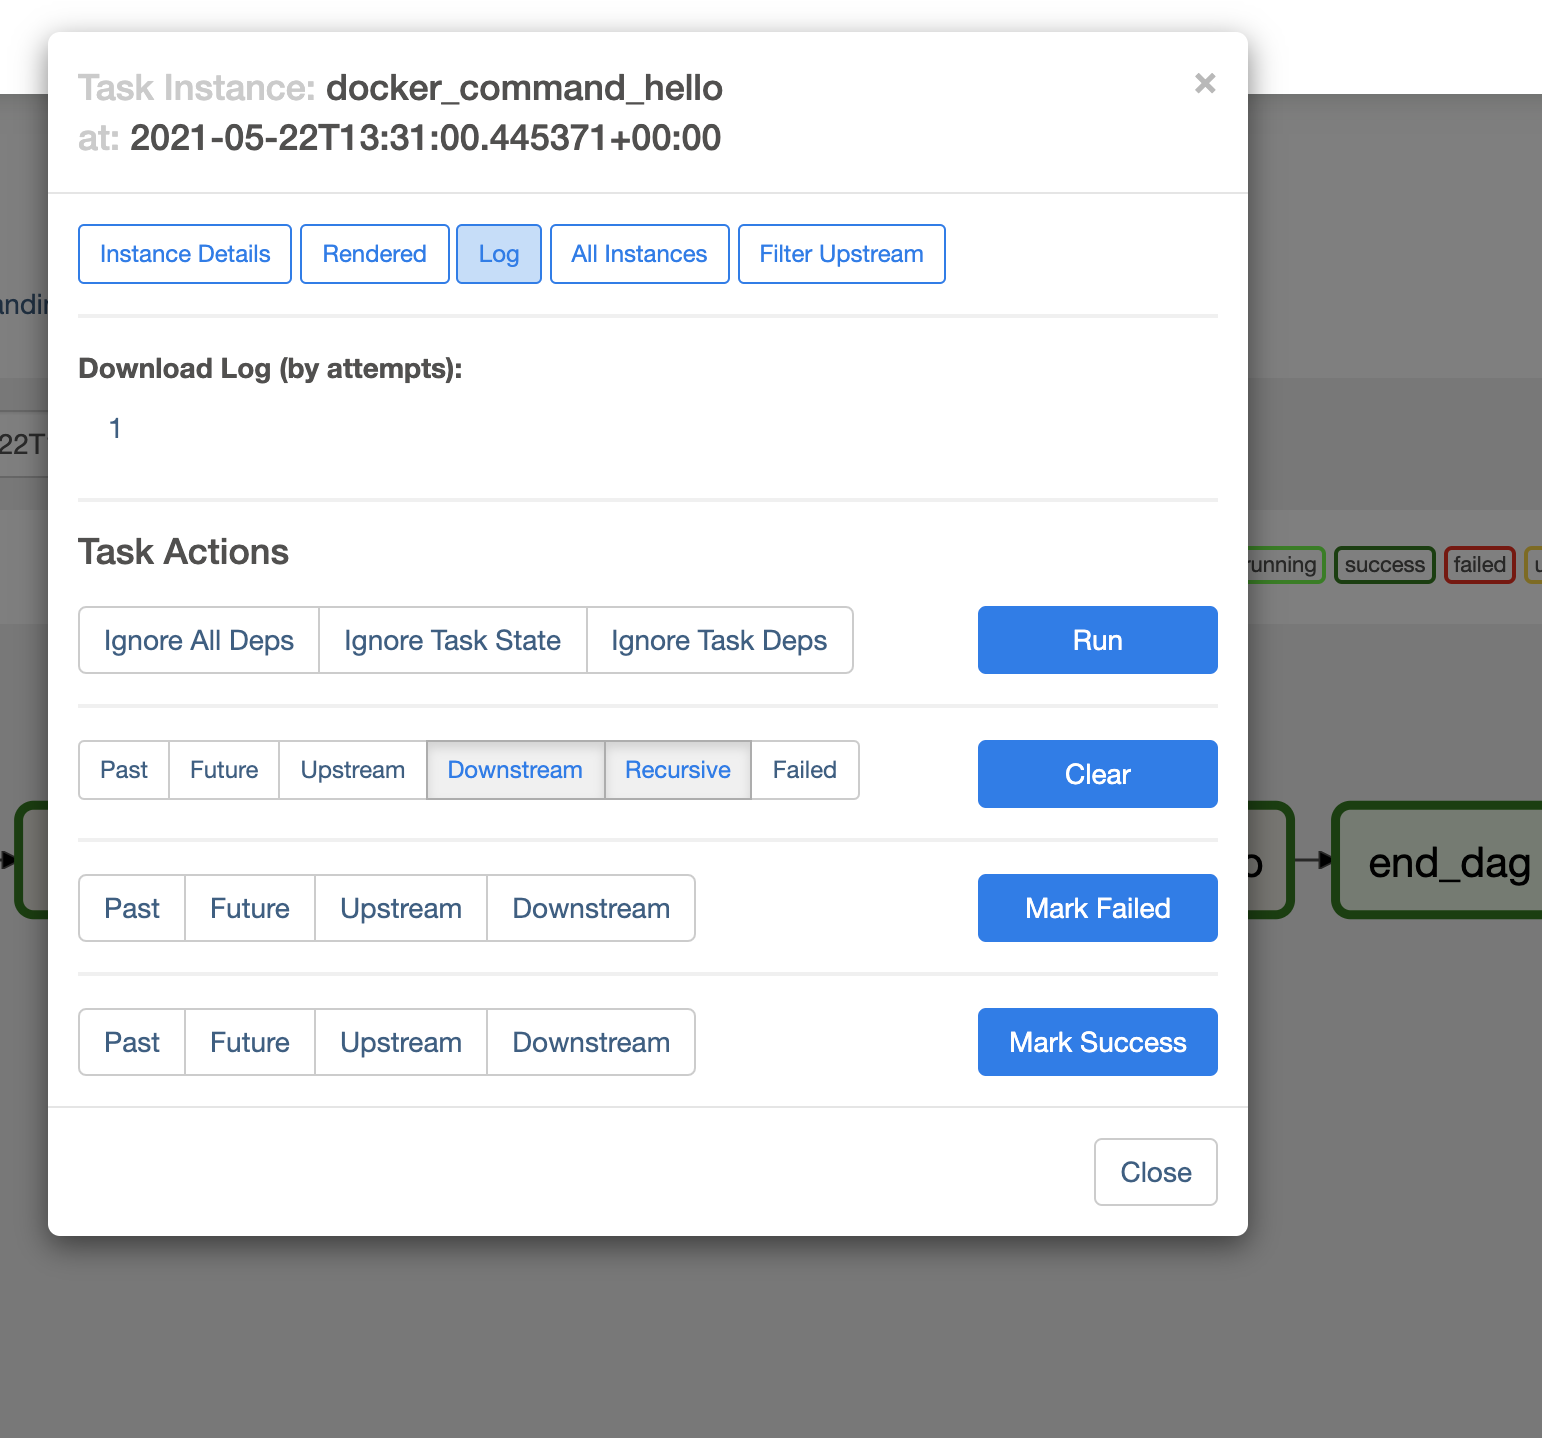 Task Instance: docker_command_hello
at: 2021-05-22T13:31:00.445371+00:00
×
Instance Details
Rendered
Log
All Instances
Filter Upstream
Download Log (by attempts):
1
22T
Task Actions
success
failed
Ignore All Deps
Ignore Task State
Ignore Task Deps
Run
Past
Future
Upstream
Downstream
Recursive
Failed
Clear
end_dag
Past
Future
Upstream
Downstream
Mark Failed
Past
Future
Upstream
Downstream
Mark Success
Close